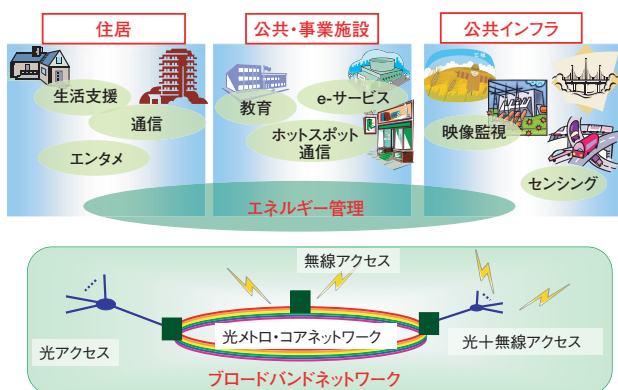 住居
公共・事業施設
公共インフラ
生活支援
通信
エンタメ
教育
e-サービス
ホットスポット
通信
映像監視
センシング
エネルギー管理
無線アクセス
光アクセス
光メトロ・コアネットワーク
光＋無線アクセス
ブロードバンドネットワーク